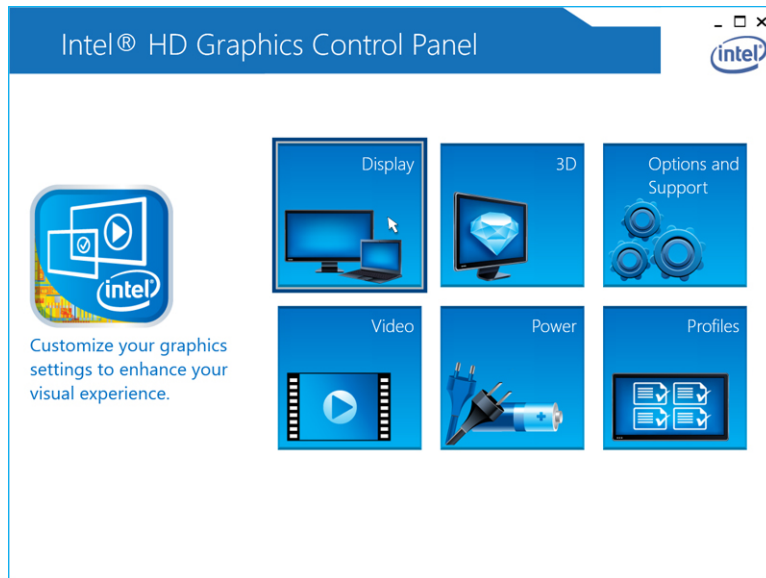 Intel® HD Graphics Control Panel
intel
Display
3D
Options and
Support
intel
Customize your graphics
settings to enhance your
visual experience.
Video
Power
Profiles